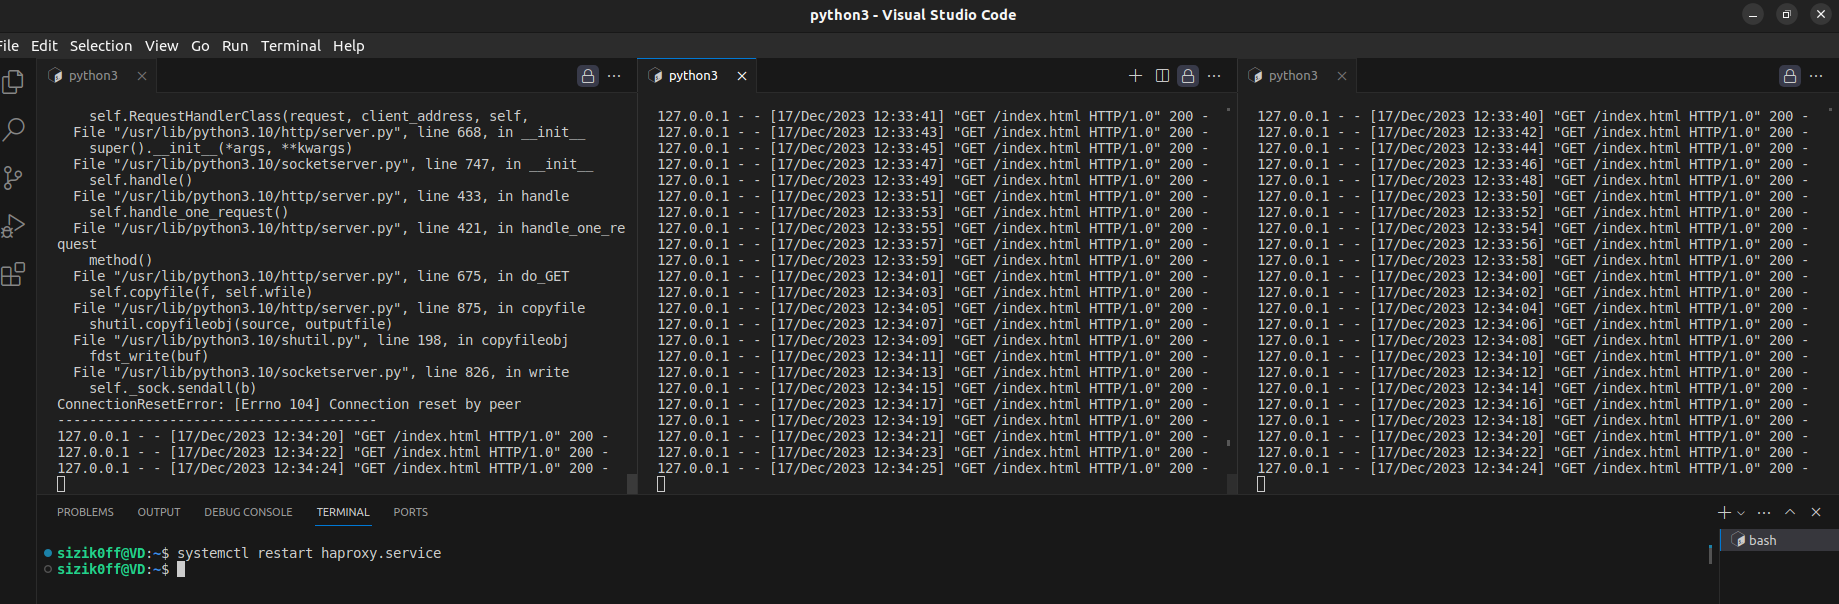 python3 - Visual Studio Code
File Edit Selection View Go Run Terminal Help
python3
self.RequestHandlerClass(request, client_address, self,
File "/usr/lib/python3.10/http/server.py", line 668, in __init__
super().__init__(*args, **kwargs)
File "/usr/lib/python3.10/socketserver.py", line 747, in __init__
self.handle()
File "/usr/lib/python3.10/http/server.py", line 433, in handle
self.handle_one_request()
File "/usr/lib/python3.10/http/server.py", line 421, in handle_one_re
quest
method()
File "/usr/lib/python3.10/http/server.py", line 675, in do_GET
self.copyfile(f, self.wfile)
File "/usr/lib/python3.10/http/server.py", line 875, in copyfile
shutil.copyfileobj(source, outputfile)
File "/usr/lib/python3.10/shutil.py", line 198, in copyfileobj
fdst_write(buf)
File "/usr/lib/python3.10/socketserver.py", line 826, in write
self._sock.sendall(b)
ConnectionResetError: [Errno 104] Connection reset by peer
----------------------------------------
127.0.0.1 - - [17/Dec/2023 12:34:20] "GET /index.html HTTP/1.0" 200 -
127.0.0.1 - - [17/Dec/2023 12:34:22] "GET /index.html HTTP/1.0" 200 -
127.0.0.1 - - [17/Dec/2023 12:34:24] "GET /index.html HTTP/1.0" 200 -
python3
127.0.0.1 - - [17/Dec/2023 12:33:41] "GET /index.html HTTP/1.0" 200 -
127.0.0.1 - - [17/Dec/2023 12:33:43] "GET /index.html HTTP/1.0" 200 -
127.0.0.1 - - [17/Dec/2023 12:33:45] "GET /index.html HTTP/1.0" 200 -
127.0.0.1 - - [17/Dec/2023 12:33:47] "GET /index.html HTTP/1.0" 200 -
127.0.0.1 - - [17/Dec/2023 12:33:49] "GET /index.html HTTP/1.0" 200 -
127.0.0.1 - - [17/Dec/2023 12:33:51] "GET /index.html HTTP/1.0" 200 -
127.0.0.1 - - [17/Dec/2023 12:33:53] "GET /index.html HTTP/1.0" 200 -
127.0.0.1 - - [17/Dec/2023 12:33:55] "GET /index.html HTTP/1.0" 200 -
127.0.0.1 - - [17/Dec/2023 12:33:57] "GET /index.html HTTP/1.0" 200 -
127.0.0.1 - - [17/Dec/2023 12:33:59] "GET /index.html HTTP/1.0" 200 -
127.0.0.1 - - [17/Dec/2023 12:34:01] "GET /index.html HTTP/1.0" 200 -
127.0.0.1 - - [17/Dec/2023 12:34:03] "GET /index.html HTTP/1.0" 200 -
127.0.0.1 - - [17/Dec/2023 12:34:05] "GET /index.html HTTP/1.0" 200 -
127.0.0.1 - - [17/Dec/2023 12:34:07] "GET /index.html HTTP/1.0" 200 -
127.0.0.1 - - [17/Dec/2023 12:34:09] "GET /index.html HTTP/1.0" 200 -
127.0.0.1 - - [17/Dec/2023 12:34:11] "GET /index.html HTTP/1.0" 200 -
127.0.0.1 - - [17/Dec/2023 12:34:13] "GET /index.html HTTP/1.0" 200 -
127.0.0.1 - - [17/Dec/2023 12:34:15] "GET /index.html HTTP/1.0" 200 -
127.0.0.1 - - [17/Dec/2023 12:34:17] "GET /index.html HTTP/1.0" 200 -
127.0.0.1 - - [17/Dec/2023 12:34:19] "GET /index.html HTTP/1.0" 200 -
127.0.0.1 - - [17/Dec/2023 12:34:21] "GET /index.html HTTP/1.0" 200 -
127.0.0.1 - - [17/Dec/2023 12:34:23] "GET /index.html HTTP/1.0" 200 -
127.0.0.1 - - [17/Dec/2023 12:34:25] "GET /index.html HTTP/1.0" 200 -
python3
127.0.0.1 - - [17/Dec/2023 12:33:40] "GET /index.html HTTP/1.0" 200 -
127.0.0.1 - - [17/Dec/2023 12:33:42] "GET /index.html HTTP/1.0" 200 -
127.0.0.1 - - [17/Dec/2023 12:33:44] "GET /index.html HTTP/1.0" 200 -
127.0.0.1 - - [17/Dec/2023 12:33:46] "GET /index.html HTTP/1.0" 200 -
127.0.0.1 - - [17/Dec/2023 12:33:48] "GET /index.html HTTP/1.0" 200 -
127.0.0.1 - - [17/Dec/2023 12:33:50] "GET /index.html HTTP/1.0" 200 -
127.0.0.1 - - [17/Dec/2023 12:33:52] "GET /index.html HTTP/1.0" 200 -
127.0.0.1 - - [17/Dec/2023 12:33:54] "GET /index.html HTTP/1.0" 200 -
127.0.0.1 - - [17/Dec/2023 12:33:56] "GET /index.html HTTP/1.0" 200 -
127.0.0.1 - - [17/Dec/2023 12:33:58] "GET /index.html HTTP/1.0" 200 -
127.0.0.1 - - [17/Dec/2023 12:34:00] "GET /index.html HTTP/1.0" 200 -
127.0.0.1 - - [17/Dec/2023 12:34:02] "GET /index.html HTTP/1.0" 200 -
127.0.0.1 - - [17/Dec/2023 12:34:04] "GET /index.html HTTP/1.0" 200 -
127.0.0.1 - - [17/Dec/2023 12:34:06] "GET /index.html HTTP/1.0" 200 -
127.0.0.1 - - [17/Dec/2023 12:34:08] "GET /index.html HTTP/1.0" 200 -
127.0.0.1 - - [17/Dec/2023 12:34:10] "GET /index.html HTTP/1.0" 200 -
127.0.0.1 - - [17/Dec/2023 12:34:12] "GET /index.html HTTP/1.0" 200 -
127.0.0.1 - - [17/Dec/2023 12:34:14] "GET /index.html HTTP/1.0" 200 -
127.0.0.1 - - [17/Dec/2023 12:34:16] "GET /index.html HTTP/1.0" 200 -
127.0.0.1 - - [17/Dec/2023 12:34:18] "GET /index.html HTTP/1.0" 200 -
127.0.0.1 - - [17/Dec/2023 12:34:20] "GET /index.html HTTP/1.0" 200 -
127.0.0.1 - - [17/Dec/2023 12:34:22] "GET /index.html HTTP/1.0" 200 -
127.0.0.1 - - [17/Dec/2023 12:34:24] "GET /index.html HTTP/1.0" 200 -
PROBLEMS OUTPUT DEBUG CONSOLE TERMINAL PORTS
sizik0ff@VD:~$ systemctl restart haproxy.service
sizik0ff@VD:~$
bash